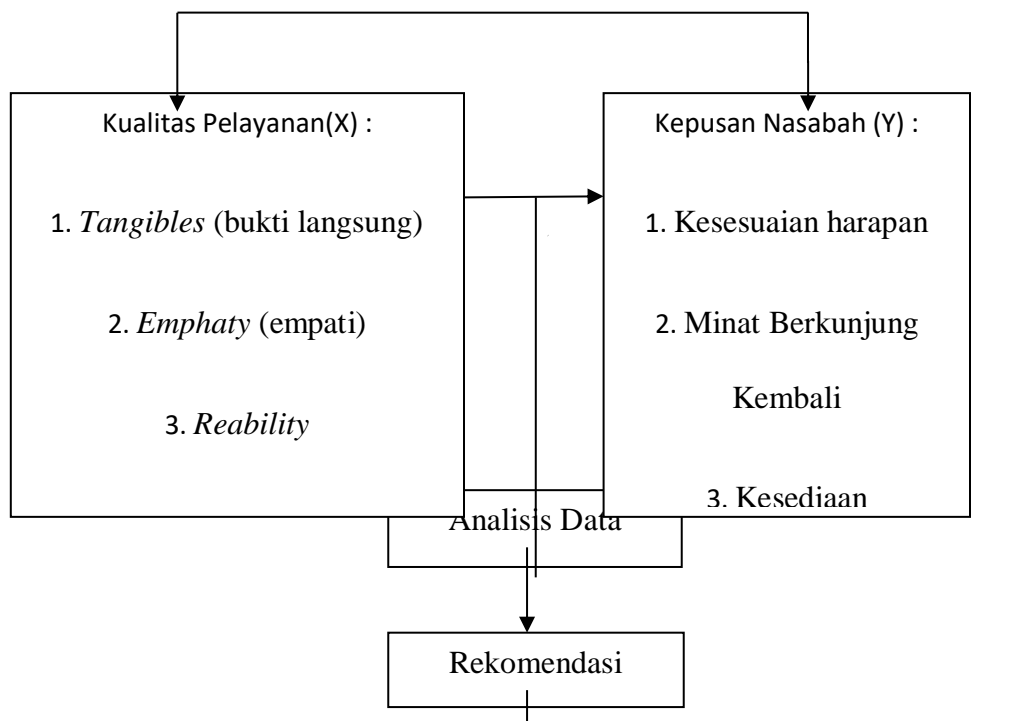 Kualitas Pelayanan(X) :
1. Tangibles (bukti langsung)
2. Emphaty (empati)
3. Reability
Kepusan Nasabah (Y) :
1. Kesesuaian harapan
2. Minat Berkunjung
Kembali
3. Kesediaan
Analisis Data
Rekomendasi